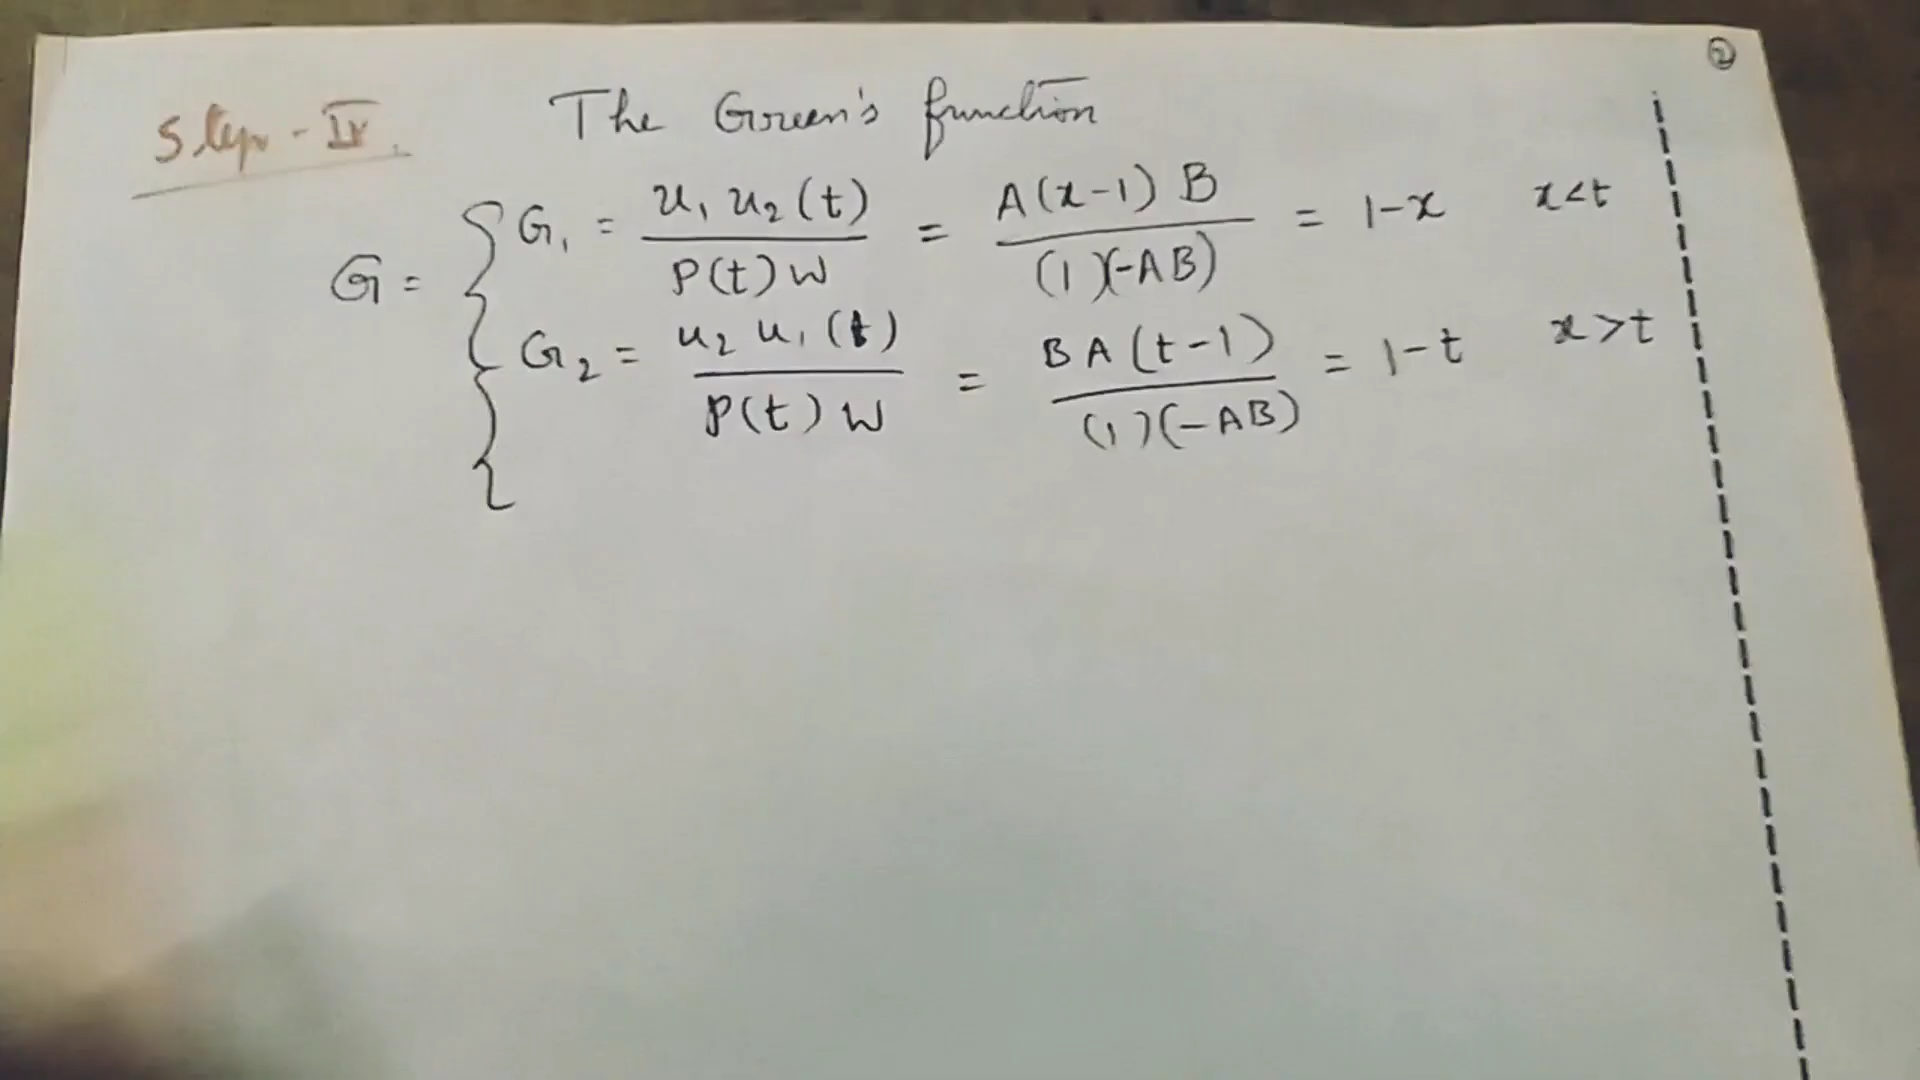 ②
Step-IV. The Green's function
G = { G₁ = u₁ u₂(t) / P(t) W = A(x-1) B / (1)(-AB) = 1-x x<t
G₂ = u₂ u₁(t) / P(t) W = B A (t-1) / (1)(-AB) = 1-t x>t